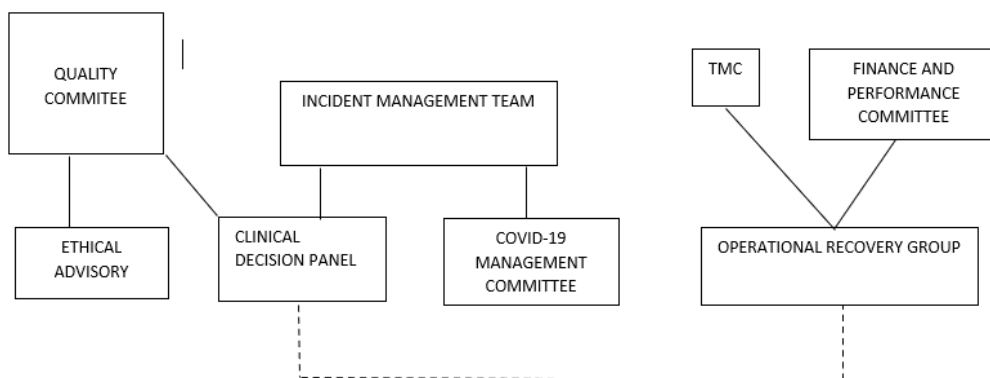 QUALITY
COMMITEE
INCIDENT MANAGEMENT TEAM
TMC
FINANCE AND
PERFORMANCE
COMMITTEE
ETHICAL
ADVISORY
CLINICAL
DECISION PANEL
COVID-19
MANAGEMENT
COMMITTEE
OPERATIONAL RECOVERY GROUP